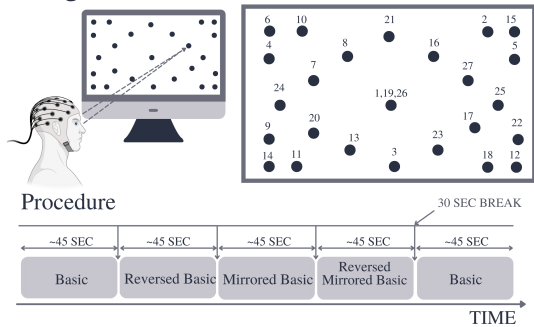 6 10 21 2 15
4 8 16 5
7 27
24 1,19,26 25
9 20 17 22
13 23
14 11 3 18 12
Procedure
30 SEC BREAK
~45 SEC ~45 SEC ~45 SEC ~45 SEC ~45 SEC
Basic Reversed Basic Mirrored Basic Reversed Mirrored Basic Basic
TIME